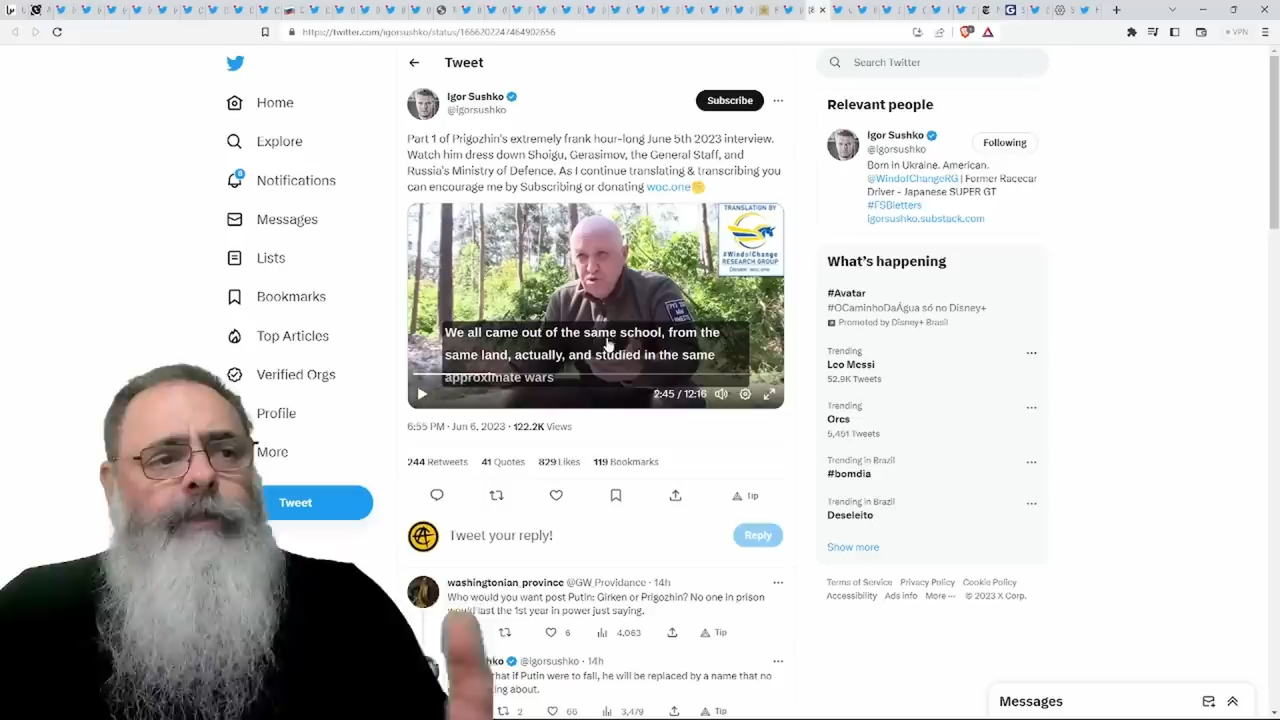 https://twitter.com/igorsushko/status/1666202247464902656
VPN
Home
Explore
8
Notifications
Messages
Lists
Bookmarks
Top Articles
Verified Orgs
Profile
More
Tweet
Tweet
Igor Sushko
@igorsushko
Subscribe
Part 1 of Prigozhin's extremely frank hour-long June 5th 2023 interview.
Watch him dress down Shoigu, Gerasimov, the General Staff, and
Russia's Ministry of Defence. As I continue translating & transcribing you
can encourage me by Subscribing or donating woc.one
TRANSLATION BY
#WindofChange
RESEARCH GROUP
We all came out of the same school, from the
same land, actually, and studied in the same
approximate wars
2:45 / 12:16
6:55 PM · Jun 6, 2023 · 122.2K Views
244 Retweets 41 Quotes 829 Likes 119 Bookmarks
Tip
Tweet your reply!
Reply
washingtonian_province @GW_Providance · 14h
Who would you want post Putin: Girken or Prigozhin? No one in prison
would last the 1st year in power just saying.
6 4,063 Tip
hko @igorsushko · 14h
hat if Putin were to fall, he will be replaced by a name that no
ng about.
2 66 3,479 Tip
Search Twitter
Relevant people
Igor Sushko
@igorsushko
Following
Born in Ukraine. American.
@WindofChangeRG | Former Racecar
Driver - Japanese SUPER GT
#FSBletters
igorsushko.substack.com
What's happening
#Avatar
#OCaminhoDaÁgua só no Disney+
Promoted by Disney+ Brasil
Trending
Leo Messi
52.9K Tweets
Trending
Orcs
5,451 Tweets
Trending in Brazil
#bomdia
Trending in Brazil
Deseleito
Show more
Terms of Service Privacy Policy Cookie Policy
Accessibility Ads info More ··· © 2023 X Corp.
Messages